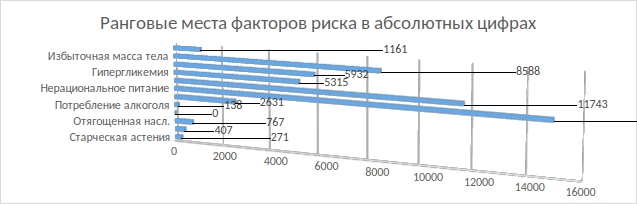 Ранговые места факторов риска в абсолютных цифрах
1161
Избыточная масса тела
8588
Гипергликемия
5932
5315
Нерациональное питание
11743
2631
Потребление алкоголя
138
0
Отягощенная насл.
767
407
Старческая астения
271
0
2000
4000
6000
8000
10000
12000
14000
16000